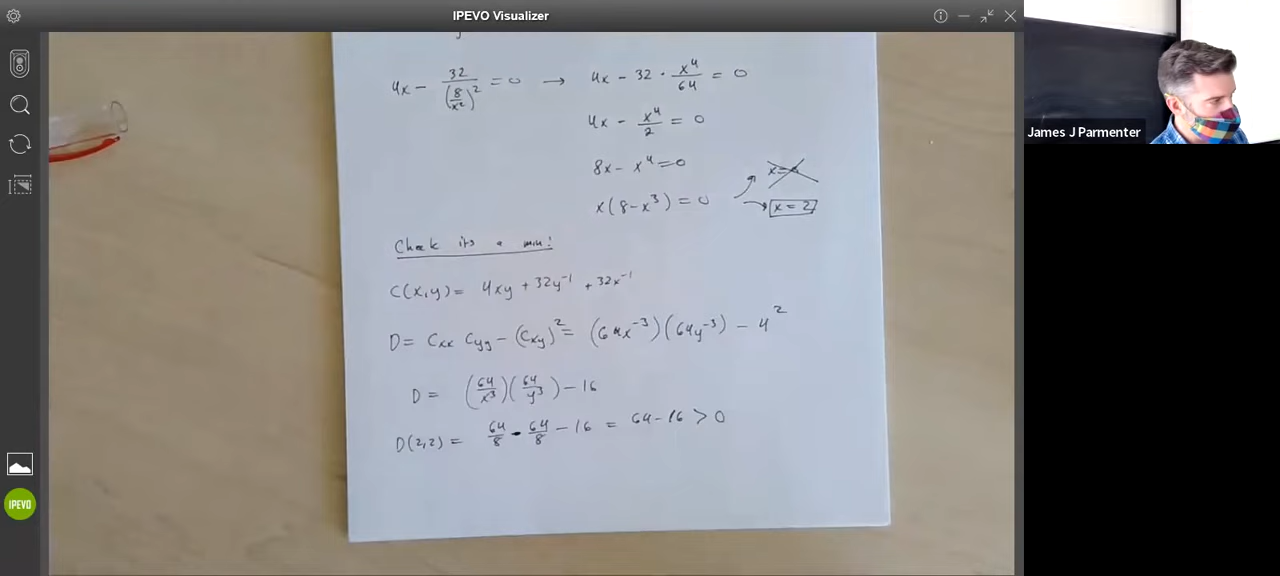 IPEVO Visualizer
James J Parmenter
4x - 32/(8/x²)² = 0 → 4x - 32 · x⁴/64 = 0
4x - x⁴/2 = 0
8x - x⁴ = 0
x(8 - x³) = 0
x = 2
Check its a min:
C(x,y) = 4xy + 32y⁻¹ + 32x⁻¹
D = Cxx Cyy - (Cxy)² = (64x⁻³)(64y⁻³) - 4²
D = (64/x³)(64/y³) - 16
D(2,2) = 64/8 · 64/8 - 16 = 64 - 16 > 0
IPEVO